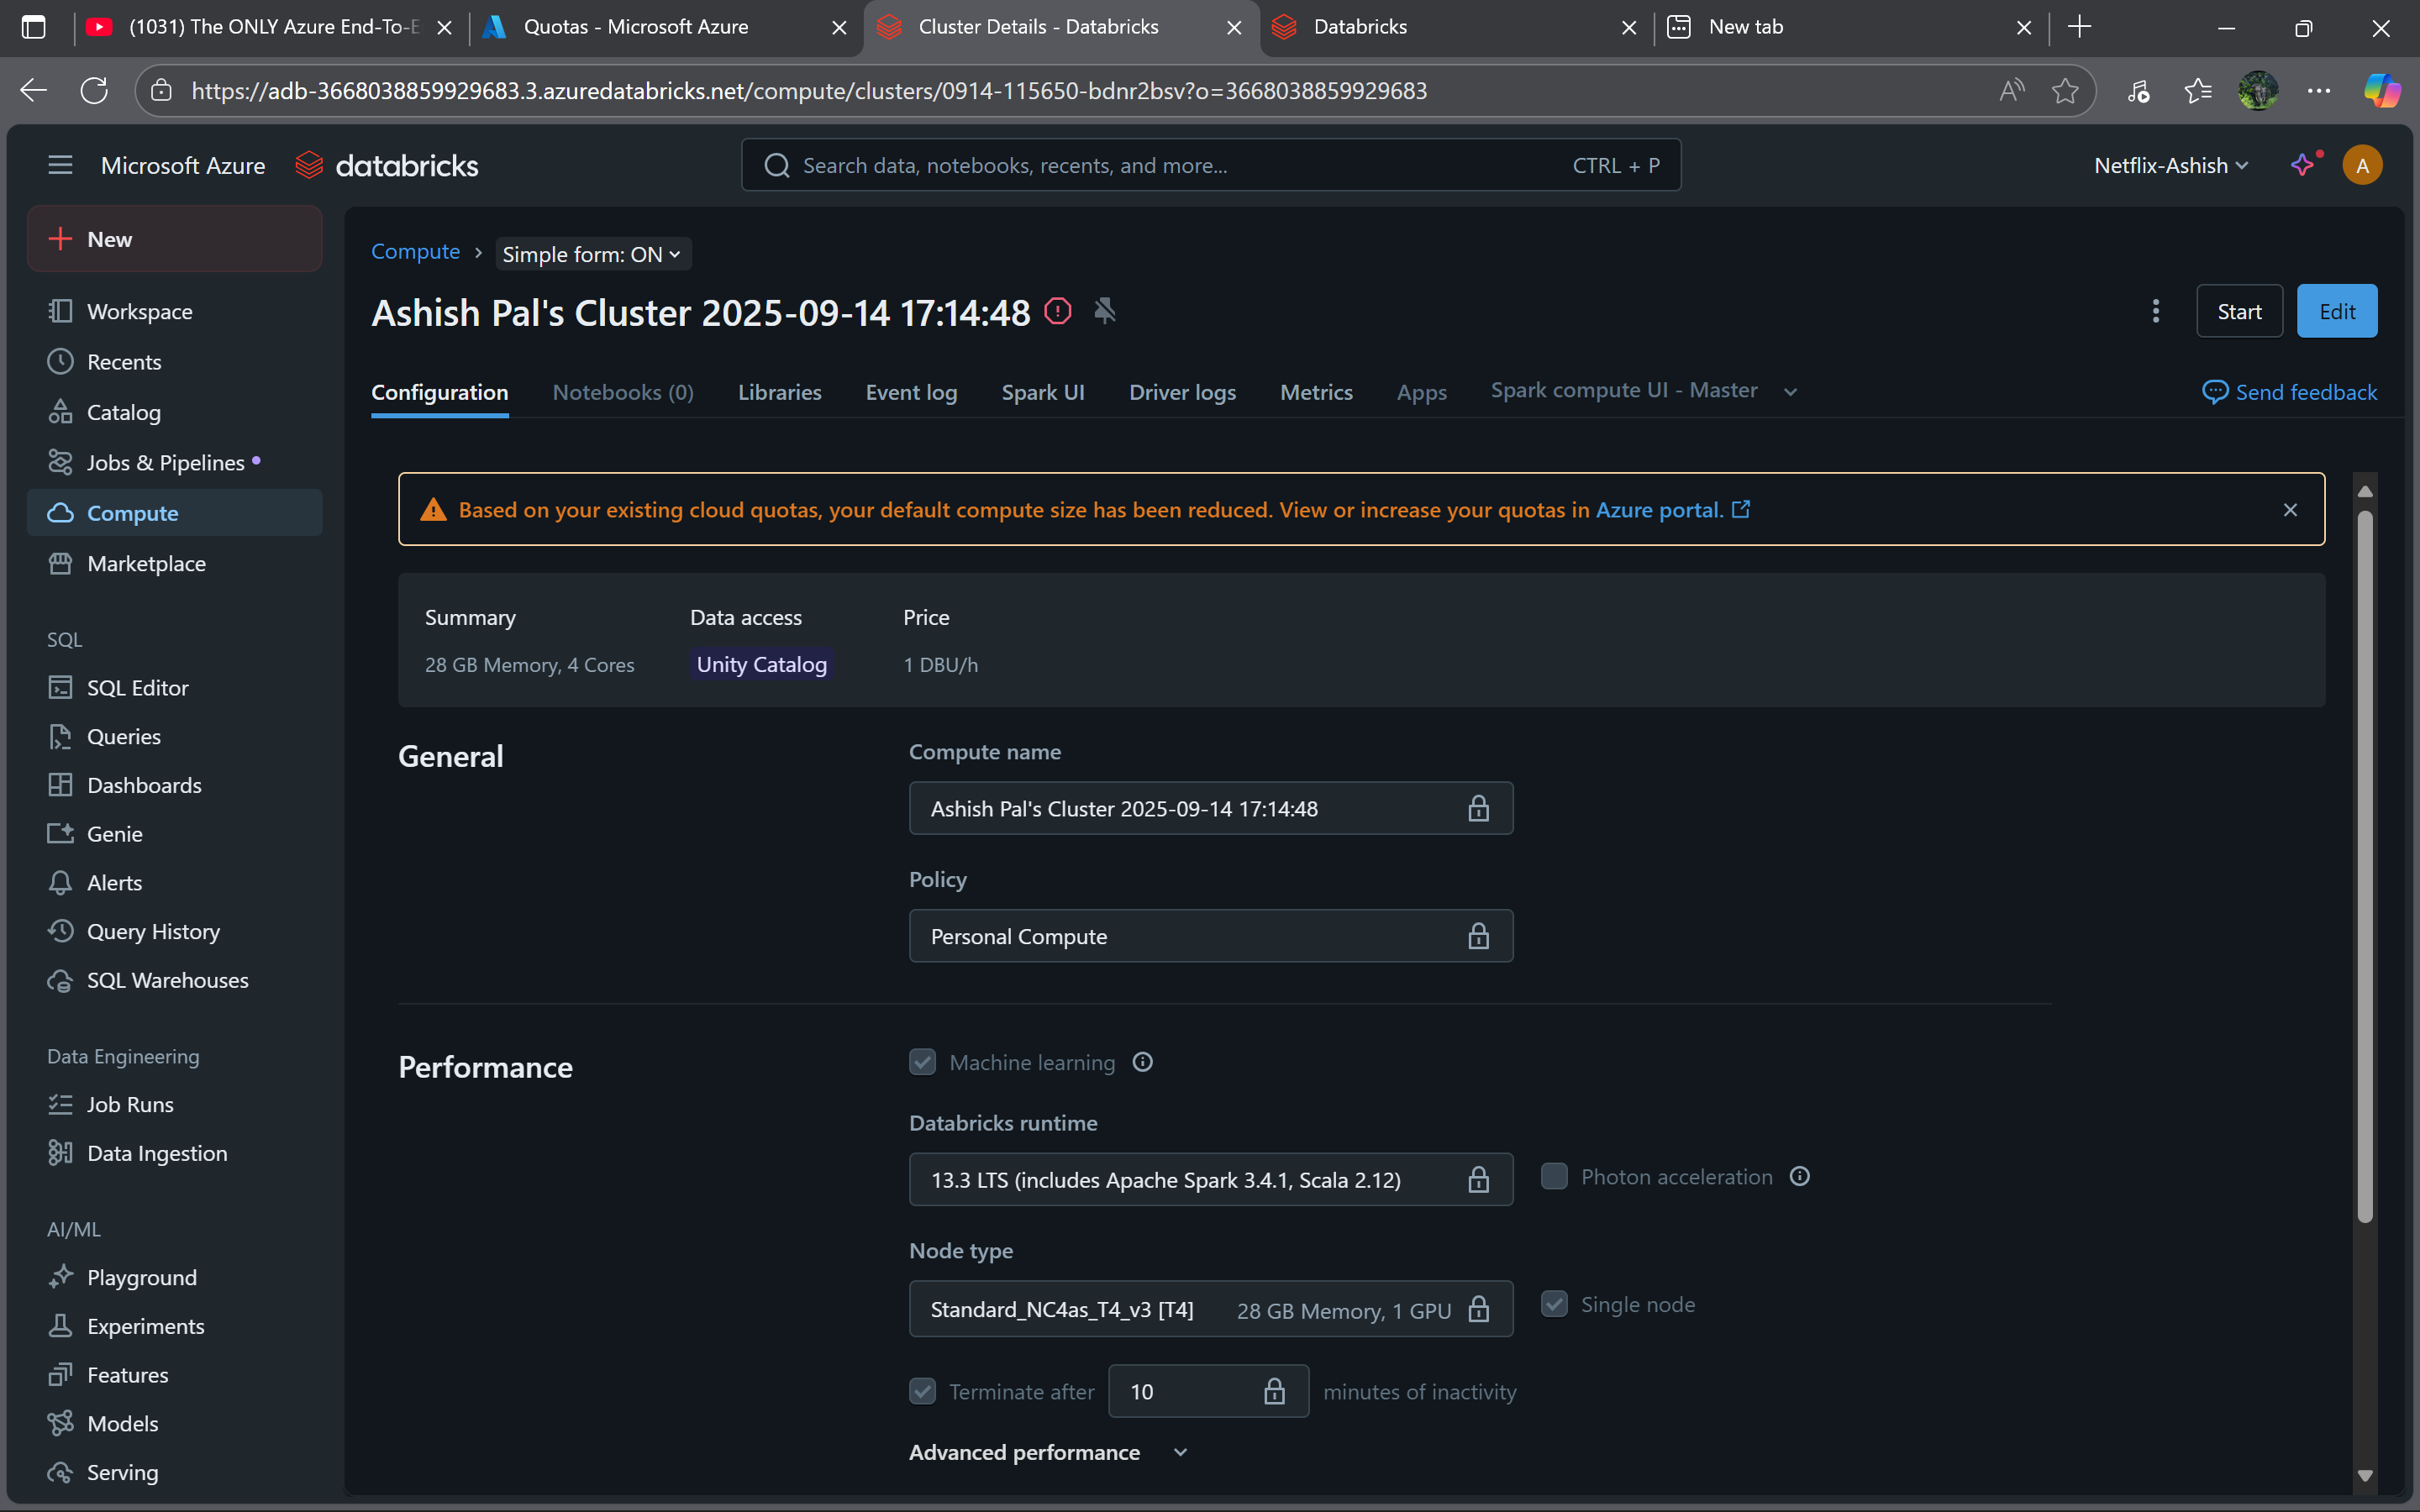 (1031) The ONLY Azure End-To-E
Quotas - Microsoft Azure
Cluster Details - Databricks
Databricks
New tab
https://adb-3668038859929683.3.azuredatabricks.net/compute/clusters/0914-115650-bdnr2bsv?o=3668038859929683
Microsoft Azure
databricks
Search data, notebooks, recents, and more...
CTRL + P
Netflix-Ashish
A
New
Workspace
Recents
Catalog
Jobs & Pipelines
Compute
Marketplace
SQL
SQL Editor
Queries
Dashboards
Genie
Alerts
Query History
SQL Warehouses
Data Engineering
Job Runs
Data Ingestion
AI/ML
Playground
Experiments
Features
Models
Serving
Compute
Simple form: ON
Ashish Pal's Cluster 2025-09-14 17:14:48
Start
Edit
Configuration
Notebooks (0)
Libraries
Event log
Spark UI
Driver logs
Metrics
Apps
Spark compute UI - Master
Send feedback
Based on your existing cloud quotas, your default compute size has been reduced. View or increase your quotas in Azure portal.
Summary
Data access
Price
28 GB Memory, 4 Cores
Unity Catalog
1 DBU/h
General
Compute name
Ashish Pal's Cluster 2025-09-14 17:14:48
Policy
Personal Compute
Performance
Machine learning
Databricks runtime
13.3 LTS (includes Apache Spark 3.4.1, Scala 2.12)
Photon acceleration
Node type
Standard_NC4as_T4_v3 [T4]
28 GB Memory, 1 GPU
Single node
Terminate after
10
minutes of inactivity
Advanced performance